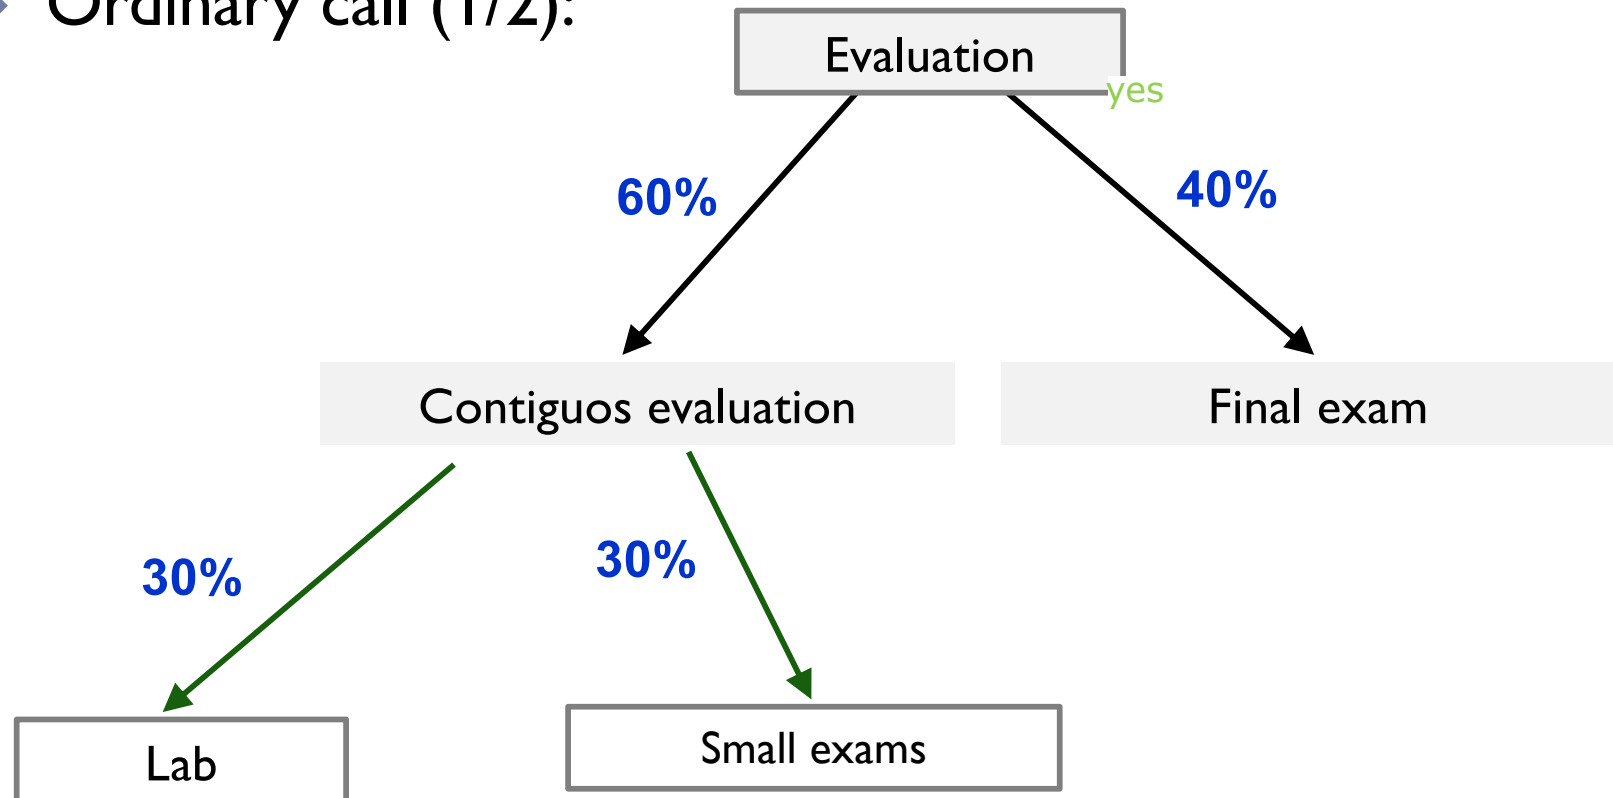 Ordinary call (1/2):
Evaluation
yes
60%
40%
Contiguos evaluation
Final exam
30%
30%
Lab
Small exams